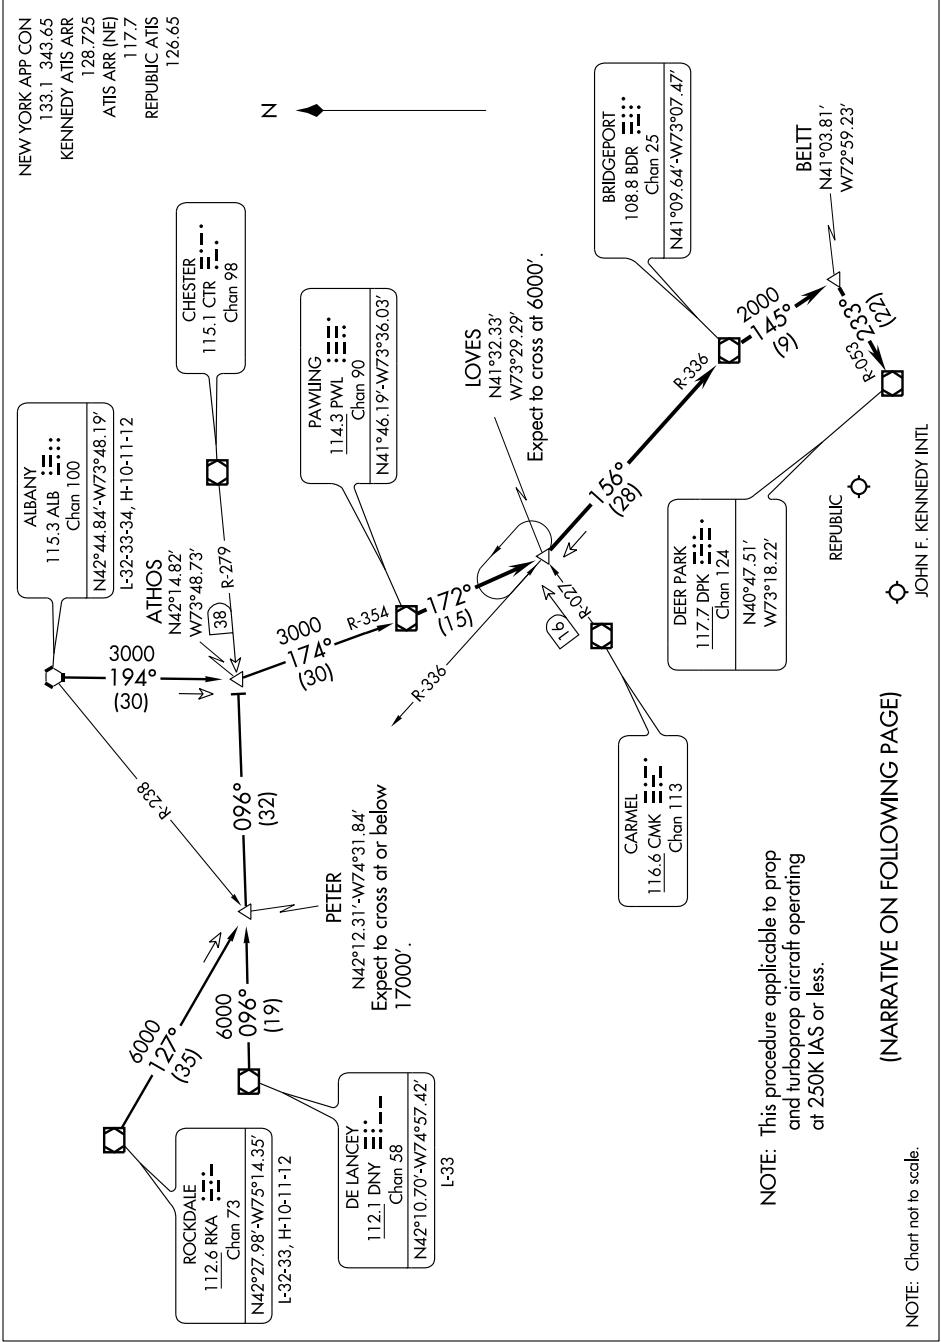 NEW YORK APP CON
133.1 343.65
KENNEDY ATIS ARR
128.725
ATIS ARR (NE)
117.7
REPUBLIC ATIS
126.65
N
ALBANY
115.3 ALB
Chan 100
N42°44.84'-W73°48.19'
L-32-33-34, H-10-11-12
CHESTER
115.1 CTR
Chan 98
ATHOS
N42°14.82'
W73°48.73'
38
R-279
3000
194°
(30)
R-238
ROCKDALE
112.6 RKA
Chan 73
N42°27.98'-W75°14.35'
L-32-33, H-10-11-12
6000
127°
(35)
DE LANCEY
112.1 DNY
Chan 58
N42°10.70'-W74°57.42'
L-33
6000
096°
(19)
PETER
N42°12.31'-W74°31.84'
Expect to cross at or below
17000'.
096°
(32)
3000
174°
(30)
R-354
PAWLING
114.3 PWL
Chan 90
N41°46.19'-W73°36.03'
172°
(15)
LOVES
N41°32.33'
W73°29.29'
Expect to cross at 6000'.
R-336
16
R-027
CARMEL
116.6 CMK
Chan 113
156°
(28)
R-336
BRIDGEPORT
108.8 BDR
Chan 25
N41°09.64'-W73°07.47'
2000
145°
(9)
BELTT
N41°03.81'
W72°59.23'
R-053
233°
(22)
DEER PARK
117.7 DPK
Chan 124
N40°47.51'
W73°18.22'
REPUBLIC
JOHN F. KENNEDY INTL
NOTE: This procedure applicable to prop
and turboprop aircraft operating
at 250K IAS or less.
(NARRATIVE ON FOLLOWING PAGE)
NOTE: Chart not to scale.